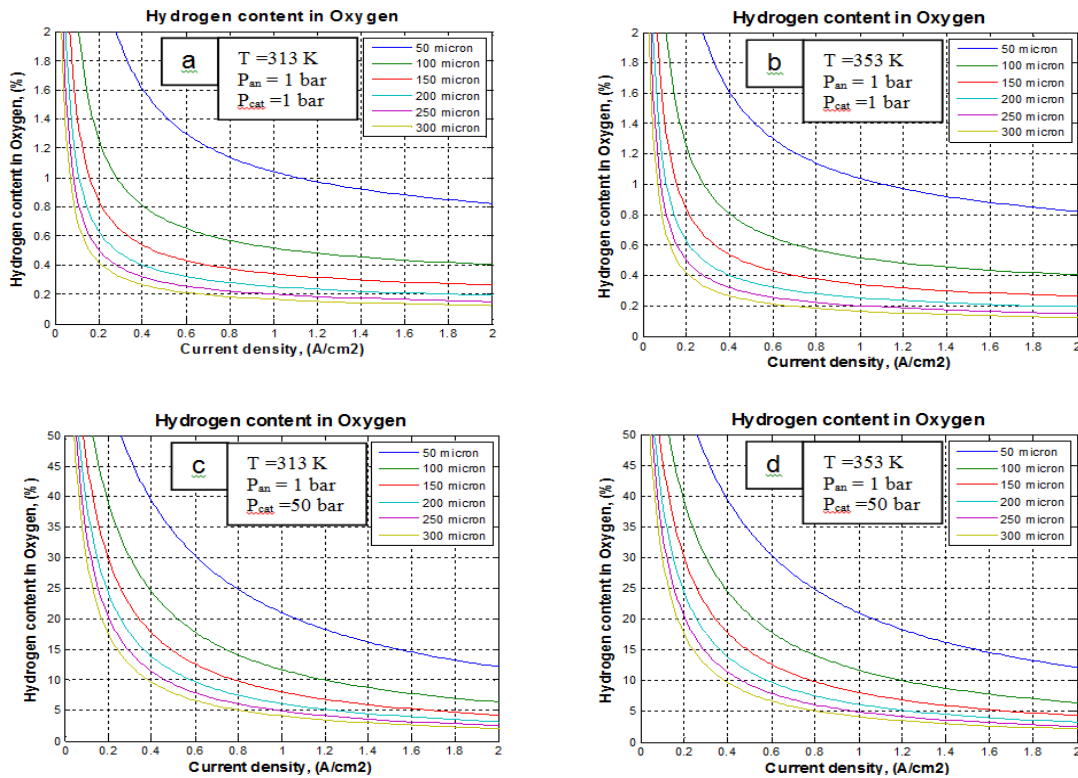 Hydrogen content in Oxygen
Hydrogen content in Oxygen, (%)
2
1.8
1.6
1.4
1.2
1
0.8
0.6
0.4
0.2
0
a
T =313 K
Pan = 1 bar
Pcat =1 bar
50 micron
100 micron
150 micron
200 micron
250 micron
300 micron
0 0.2 0.4 0.6 0.8 1 1.2 1.4 1.6 1.8 2
Current density, (A/cm2)
Hydrogen content in Oxygen
Hydrogen content in Oxygen, (%)
2
1.8
1.6
1.4
1.2
1
0.8
0.6
0.4
0.2
0
b
T =353 K
Pan = 1 bar
Pcat =1 bar
50 micron
100 micron
150 micron
200 micron
250 micron
300 micron
0 0.2 0.4 0.6 0.8 1 1.2 1.4 1.6 1.8 2
Current density, (A/cm2)
Hydrogen content in Oxygen
Hydrogen content in Oxygen, (%)
50
45
40
35
30
25
20
15
10
5
0
c
T =313 K
Pan = 1 bar
Pcat =50 bar
50 micron
100 micron
150 micron
200 micron
250 micron
300 micron
0 0.2 0.4 0.6 0.8 1 1.2 1.4 1.6 1.8 2
Current density, (A/cm2)
Hydrogen content in Oxygen
Hydrogen content in Oxygen, (%)
50
45
40
35
30
25
20
15
10
5
0
d
T =353 K
Pan = 1 bar
Pcat =50 bar
50 micron
100 micron
150 micron
200 micron
250 micron
300 micron
0 0.2 0.4 0.6 0.8 1 1.2 1.4 1.6 1.8 2
Current density, (A/cm2)